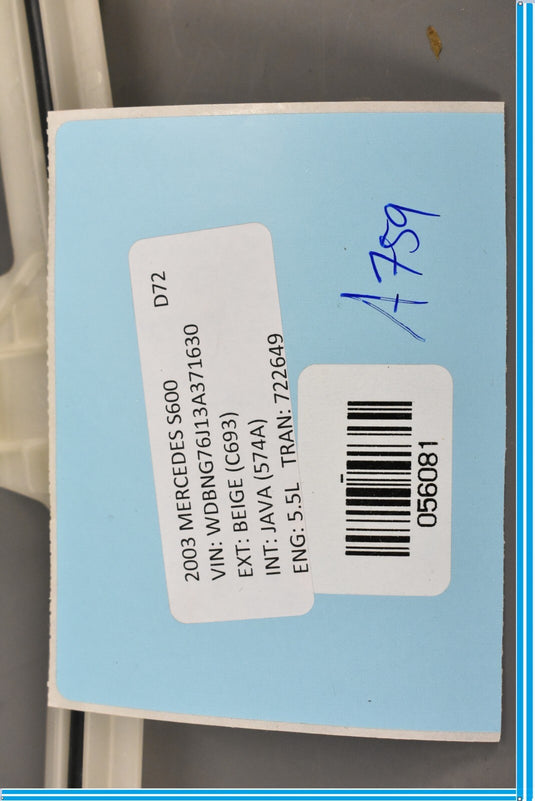 2003 MERCEDES S600 D72
VIN: WDBNG76J13A371630
EXT: BEIGE (C693)
INT: JAVA (574A)
ENG: 5.5L TRAN: 722649
056081
A759